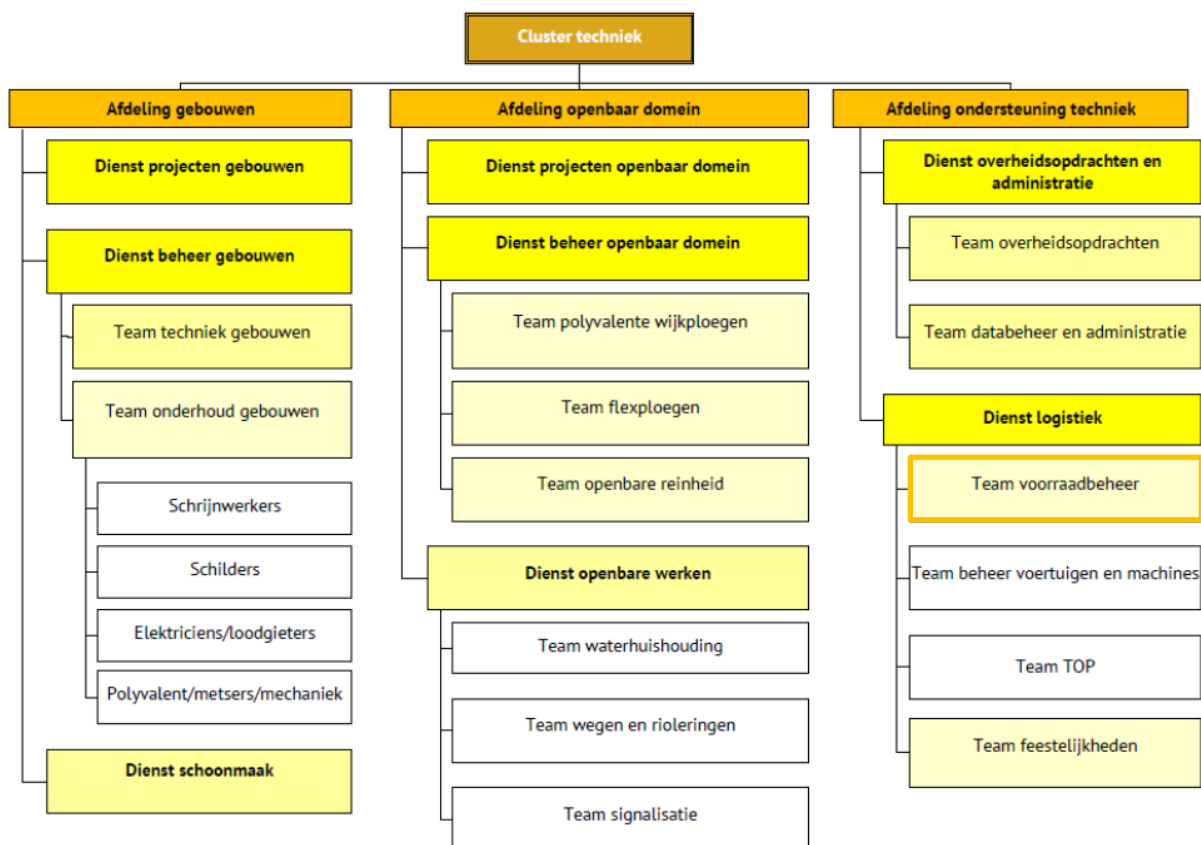 Cluster techniek
Afdeling gebouwen
Dienst projecten gebouwen
Dienst beheer gebouwen
Team techniek gebouwen
Team onderhoud gebouwen
Schrijnwerkers
Schilders
Elektriciens/loodgieters
Polyvalent/metsers/mechaniek
Dienst schoonmaak
Afdeling openbaar domein
Dienst projecten openbaar domein
Dienst beheer openbaar domein
Team polyvalente wijkploegen
Team flexploegen
Team openbare reinheid
Dienst openbare werken
Team waterhuishouding
Team wegen en rioleringen
Team signalisatie
Afdeling ondersteuning techniek
Dienst overheidsopdrachten en
administratie
Team overheidsopdrachten
Team databeheer en administratie
Dienst logistiek
Team voorraadbeheer
Team beheer voertuigen en machines
Team TOP
Team feestelijkheden